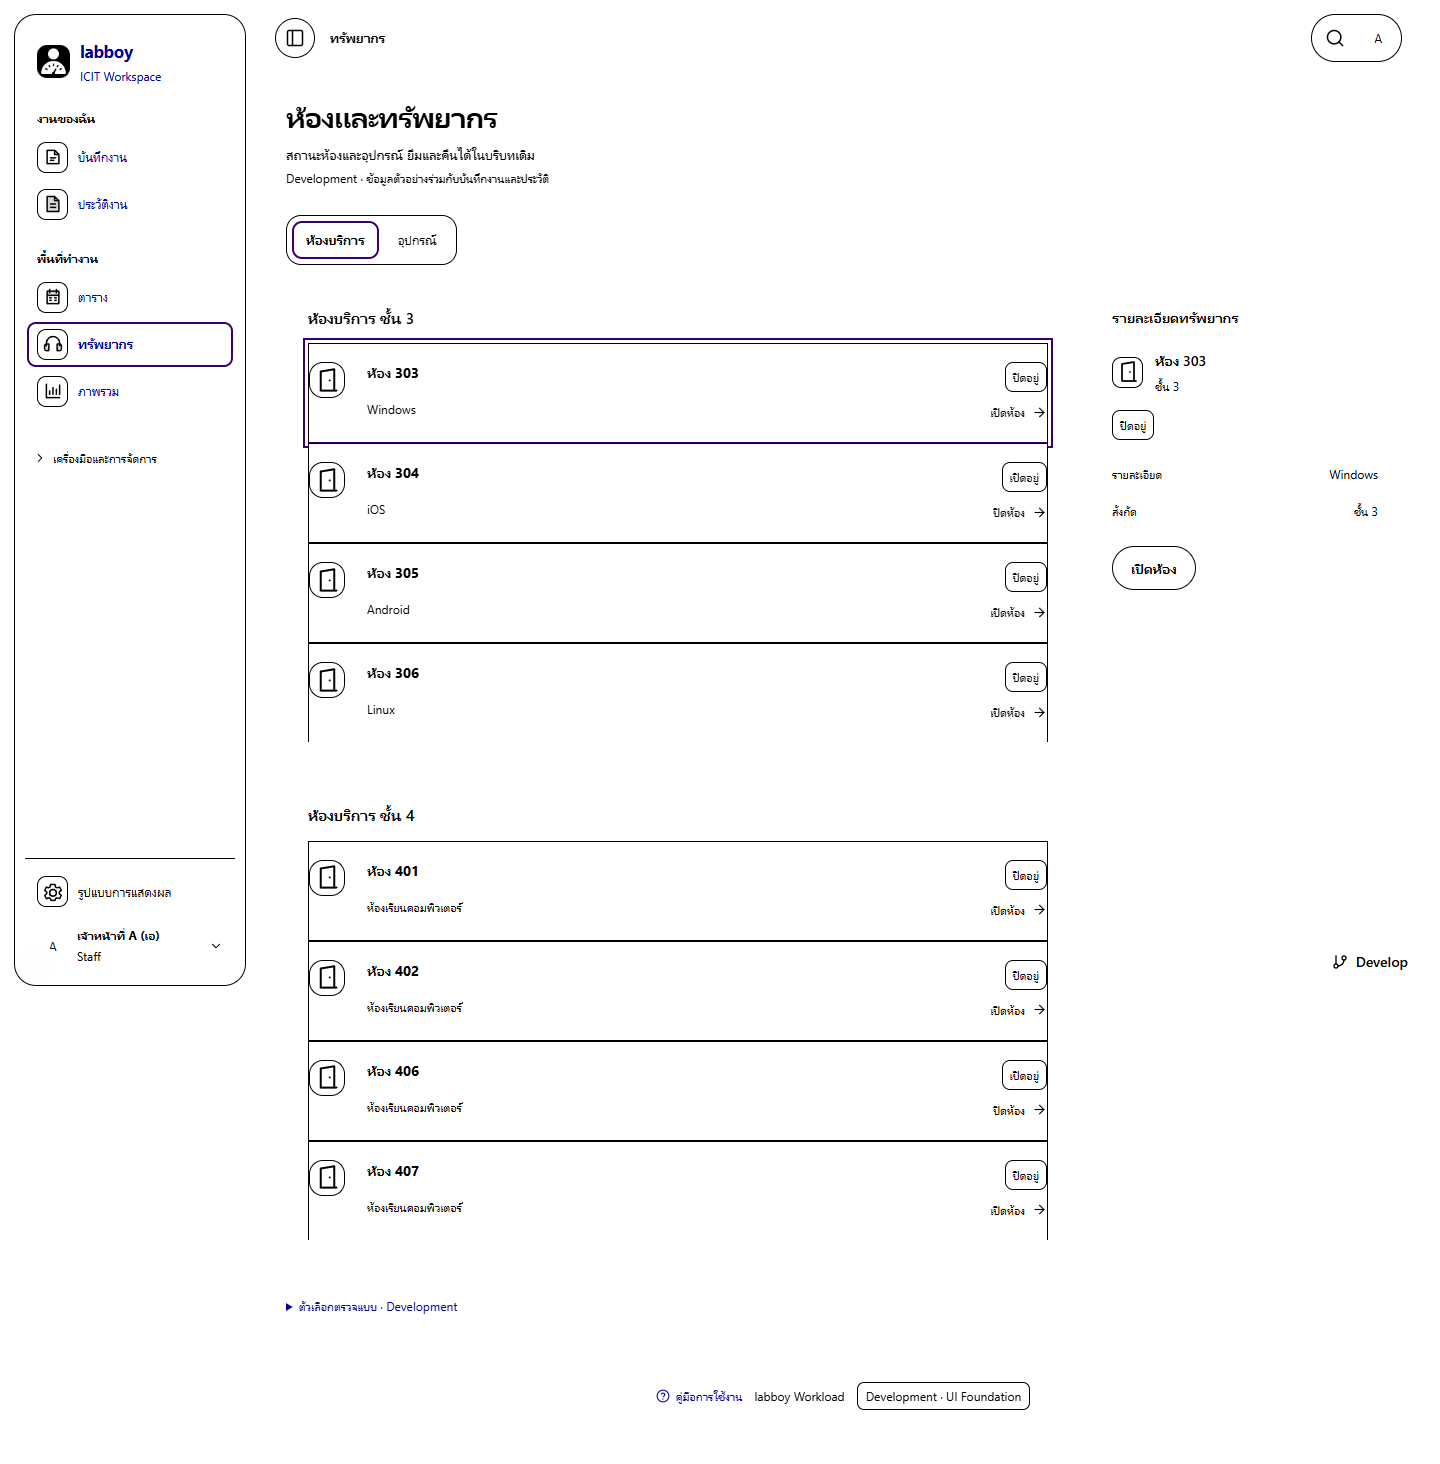 labboy
ICIT Workspace
งานของฉัน
บันทึกงาน
ประวัติงาน
พื้นที่ทำงาน
ตาราง
ทรัพยากร
ภาพรวม
เครื่องมือและการจัดการ
รูปแบบการแสดงผล
A
เจ้าหน้าที่ A (เอ)
Staff
ทรัพยากร
A
ห้องและทรัพยากร
สถานะห้องและอุปกรณ์ ยืมและคืนได้ในบริบทเดิม
Development · ข้อมูลตัวอย่างร่วมกับบันทึกงานและประวัติ
ห้องบริการ อุปกรณ์
ห้องบริการ ชั้น 3
ห้อง 303 ปิดอยู่
Windows เปิดห้อง
ห้อง 304 เปิดอยู่
iOS ปิดห้อง
ห้อง 305 ปิดอยู่
Android เปิดห้อง
ห้อง 306 ปิดอยู่
Linux เปิดห้อง
ห้องบริการ ชั้น 4
ห้อง 401 ปิดอยู่
ห้องเรียนคอมพิวเตอร์ เปิดห้อง
ห้อง 402 ปิดอยู่
ห้องเรียนคอมพิวเตอร์ เปิดห้อง
ห้อง 406 เปิดอยู่
ห้องเรียนคอมพิวเตอร์ ปิดห้อง
ห้อง 407 ปิดอยู่
ห้องเรียนคอมพิวเตอร์ เปิดห้อง
รายละเอียดทรัพยากร
ห้อง 303
ชั้น 3
ปิดอยู่
รายละเอียด Windows
สังกัด ชั้น 3
เปิดห้อง
Develop
ตัวเลือกตรวจแบบ · Development
คู่มือการใช้งาน labboy Workload Development · UI Foundation